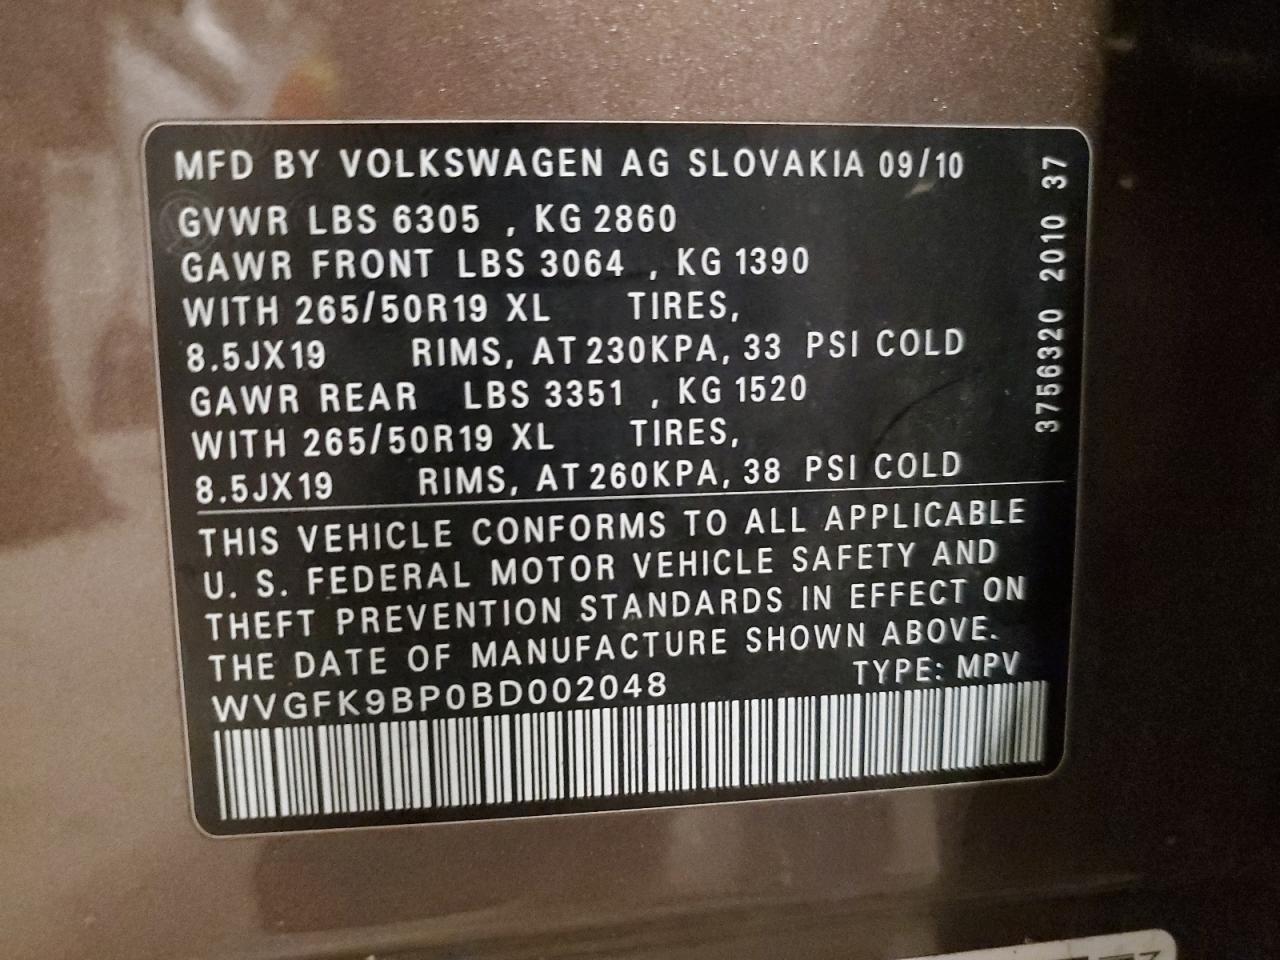 MFD BY VOLKSWAGEN AG SLOVAKIA 09/10
GVWR LBS 6305 , KG 2860
GAWR FRONT LBS 3064 , KG 1390
WITH 265/50R19 XL TIRES,
8.5JX19 RIMS, AT 230KPA, 33 PSI COLD
GAWR REAR LBS 3351 , KG 1520
WITH 265/50R19 XL TIRES,
8.5JX19 RIMS, AT 260KPA, 38 PSI COLD
THIS VEHICLE CONFORMS TO ALL APPLICABLE
U. S. FEDERAL MOTOR VEHICLE SAFETY AND
THEFT PREVENTION STANDARDS IN EFFECT ON
THE DATE OF MANUFACTURE SHOWN ABOVE.
WVGFK9BP0BD002048 TYPE: MPV
3756320 2010 37